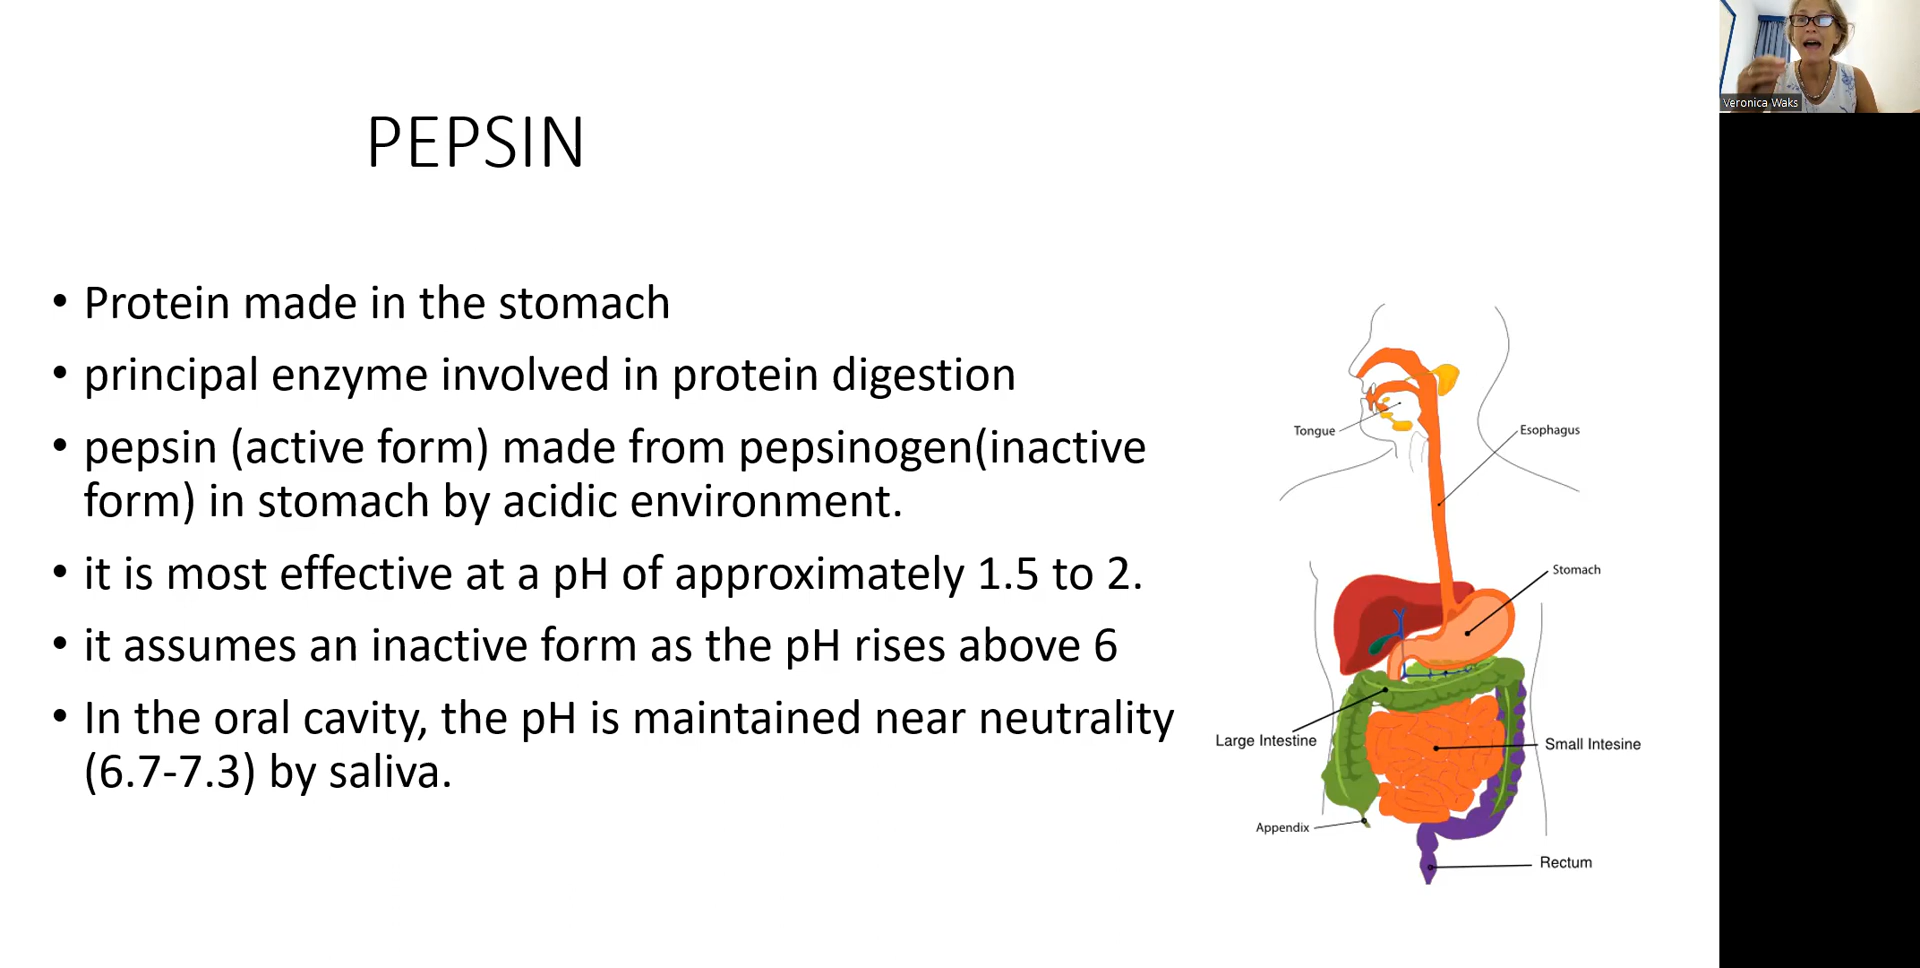 Veronica Waks
PEPSIN
• Protein made in the stomach
• principal enzyme involved in protein digestion
• pepsin (active form) made from pepsinogen(inactive
form) in stomach by acidic environment.
• it is most effective at a pH of approximately 1.5 to 2.
• it assumes an inactive form as the pH rises above 6
• In the oral cavity, the pH is maintained near neutrality
(6.7-7.3) by saliva.
Tongue
Esophagus
Stomach
Large Intestine
Small Intesine
Appendix
Rectum